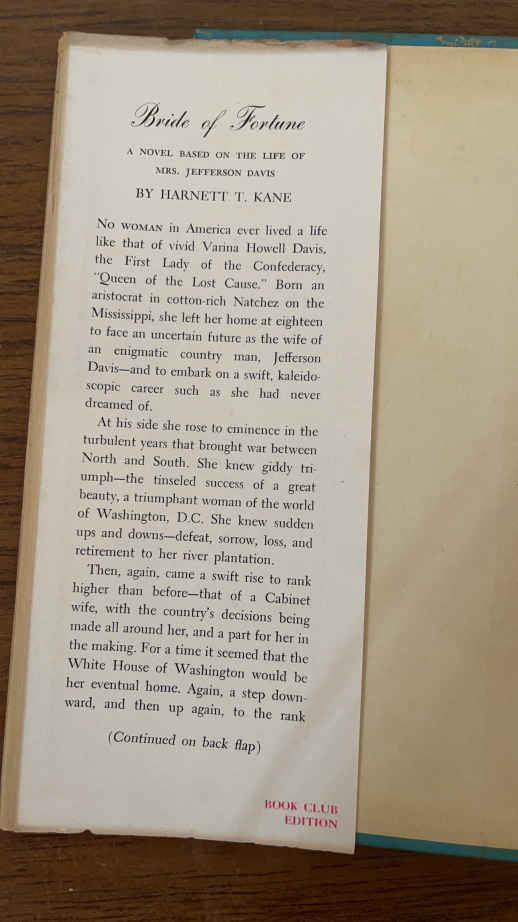 Bride of Fortune
A NOVEL BASED ON THE LIFE OF
MRS. JEFFERSON DAVIS
BY HARNETT T. KANE
NO WOMAN in America ever lived a life
like that of vivid Varina Howell Davis,
the First Lady of the Confederacy,
"Queen of the Lost Cause." Born an
aristocrat in cotton-rich Natchez on the
Mississippi, she left her home at eighteen
to face an uncertain future as the wife of
an enigmatic country man, Jefferson
Davis—and to embark on a swift, kaleido-
scopic career such as she had never
dreamed of.
At his side she rose to eminence in the
turbulent years that brought war between
North and South. She knew giddy tri-
umph—the tinseled success of a great
beauty, a triumphant woman of the world
of Washington, D.C. She knew sudden
ups and downs—defeat, sorrow, loss, and
retirement to her river plantation.
Then, again, came a swift rise to rank
higher than before—that of a Cabinet
wife, with the country's decisions being
made all around her, and a part for her in
the making. For a time it seemed that the
White House of Washington would be
her eventual home. Again, a step down-
ward, and then up again, to the rank
(Continued on back flap)
BOOK CLUB
EDITION